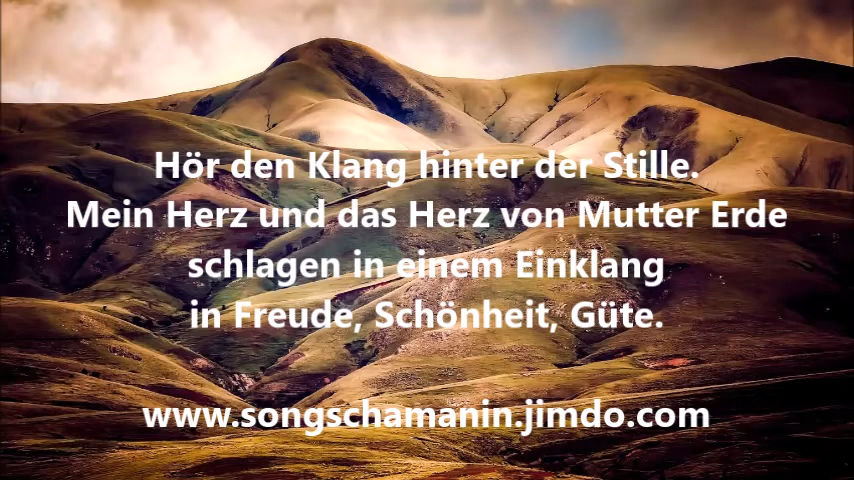 Hör den Klang hinter der Stille.
Mein Herz und das Herz von Mutter Erde
schlagen in einem Einklang
in Freude, Schönheit, Güte.
www.songschamanin.jimdo.com